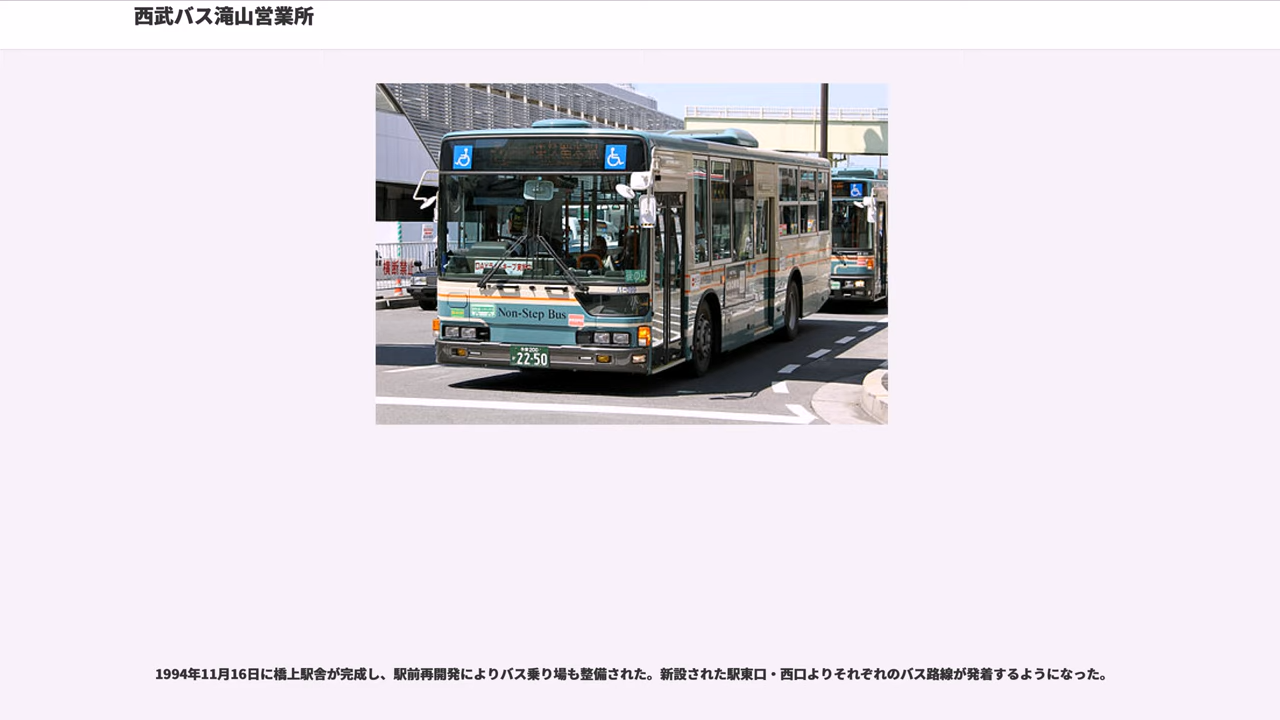 西武バス滝山営業所
横断禁止
Non-Step Bus
22-50
1994年11月16日に橋上駅舎が完成し、駅前再開発によりバス乗り場も整備された。新設された駅東口・西口よりそれぞれのバス路線が発着するようになった。